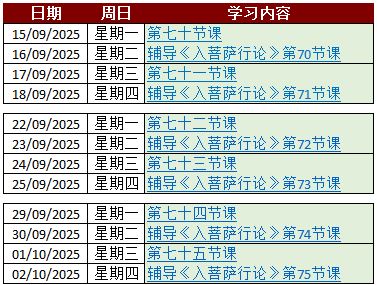 日期 周日 学习内容
15/09/2025 星期一 第七十节课
16/09/2025 星期二 辅导《入菩萨行论》第70节课
17/09/2025 星期三 第七十一节课
18/09/2025 星期四 辅导《入菩萨行论》第71节课
22/09/2025 星期一 第七十二节课
23/09/2025 星期二 辅导《入菩萨行论》第72节课
24/09/2025 星期三 第七十三节课
25/09/2025 星期四 辅导《入菩萨行论》第73节课
29/09/2025 星期一 第七十四节课
30/09/2025 星期二 辅导《入菩萨行论》第74节课
01/10/2025 星期三 第七十五节课
02/10/2025 星期四 辅导《入菩萨行论》第75节课